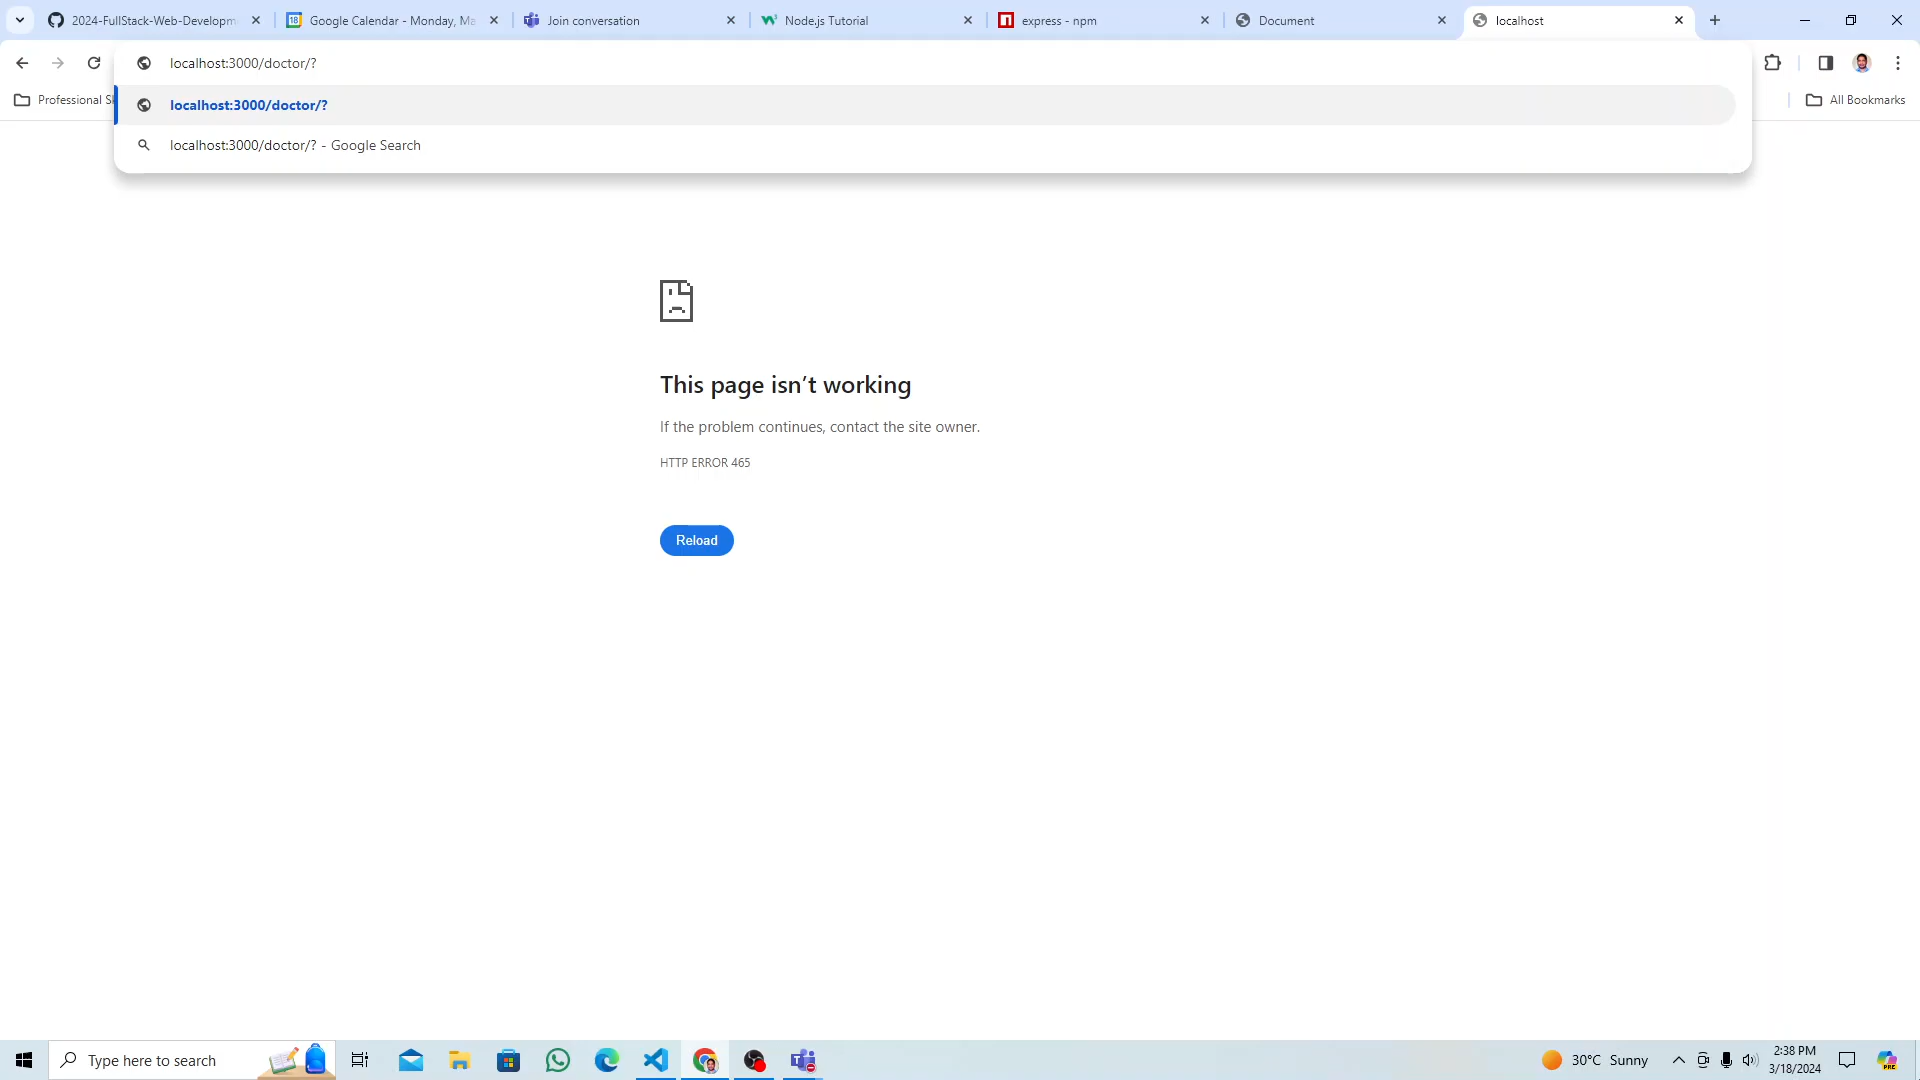 2024-FullStack-Web-Developm
Google Calendar - Monday, Ma
Join conversation
Node.js Tutorial
express - npm
Document
localhost
localhost:3000/doctor/?
Professional Sk
localhost:3000/doctor/?
All Bookmarks
localhost:3000/doctor/? - Google Search
This page isn’t working
If the problem continues, contact the site owner.
HTTP ERROR 465
Reload
Type here to search
30°C Sunny
2:38 PM
3/18/2024
PRE